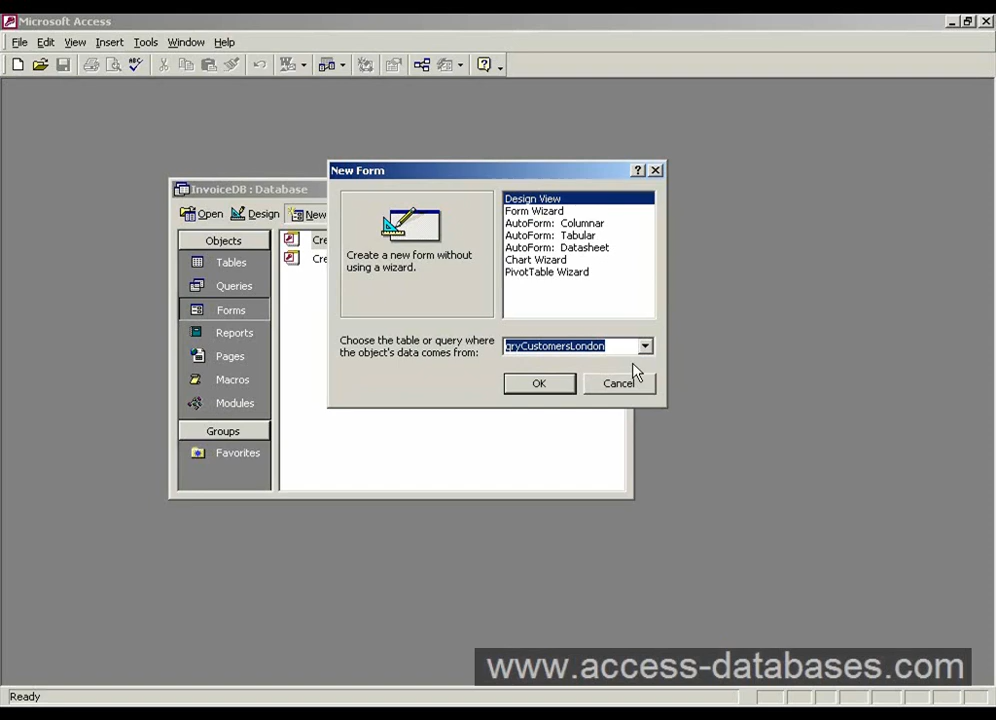 Microsoft Access
File Edit View Insert Tools Window Help
InvoiceDB : Database
Open Design New
Objects
Tables
Queries
Forms
Reports
Pages
Macros
Modules
Groups
Favorites
Cre
Cre
New Form
Create a new form without
using a wizard.
Design View
Form Wizard
AutoForm: Columnar
AutoForm: Tabular
AutoForm: Datasheet
Chart Wizard
PivotTable Wizard
Choose the table or query where
the object's data comes from:
qryCustomersLondon
OK Cancel
www.access-databases.com
Ready